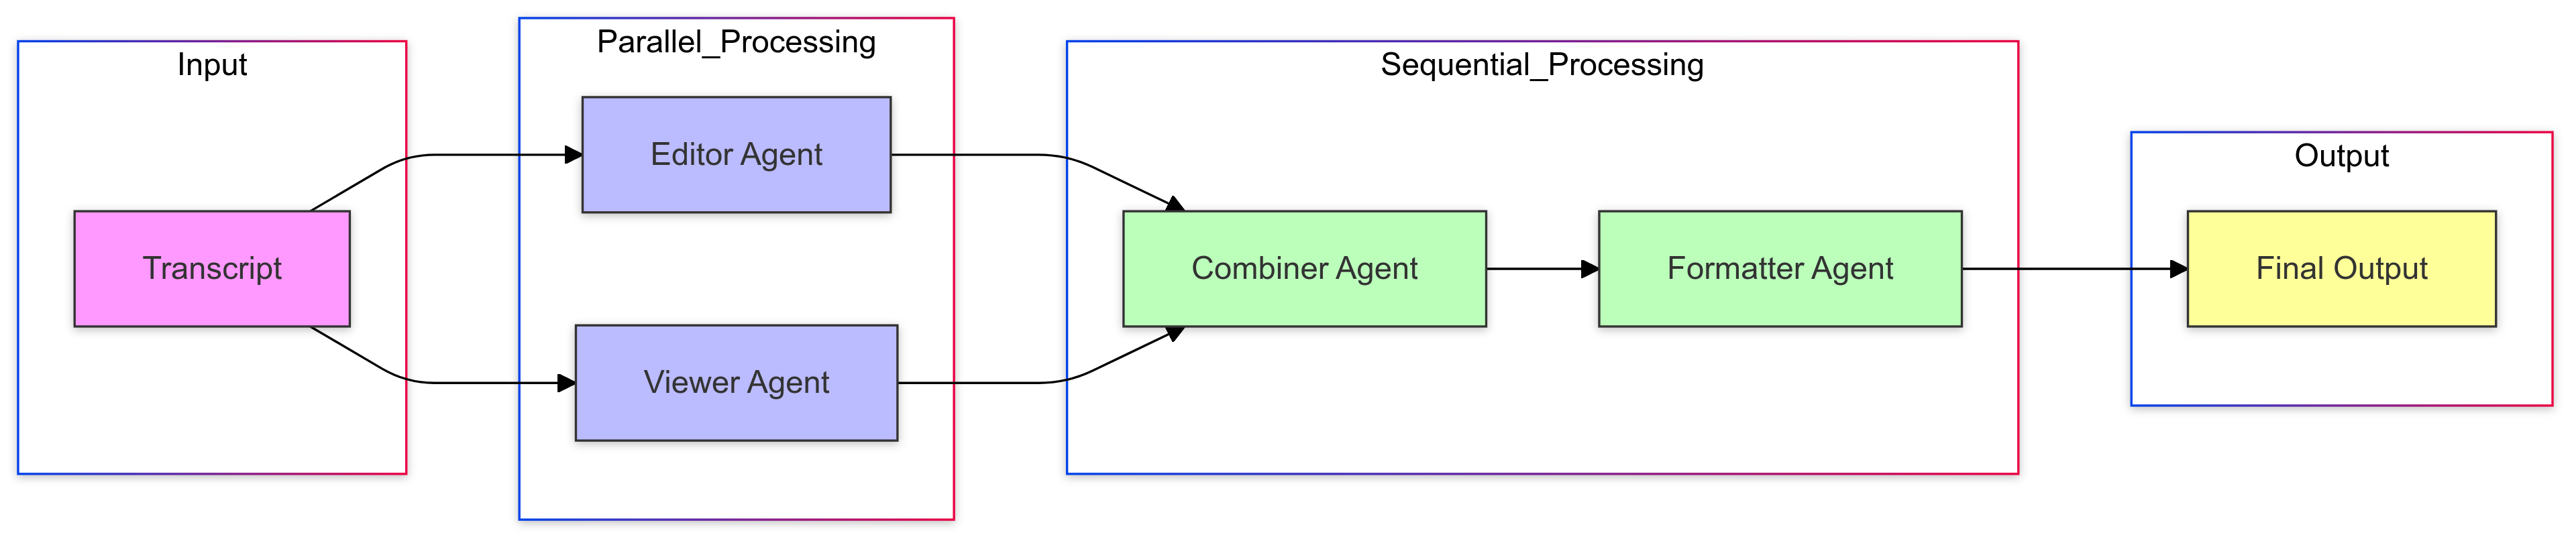 Input
Transcript
Parallel_Processing
Editor Agent
Viewer Agent
Sequential_Processing
Combiner Agent
Formatter Agent
Output
Final Output